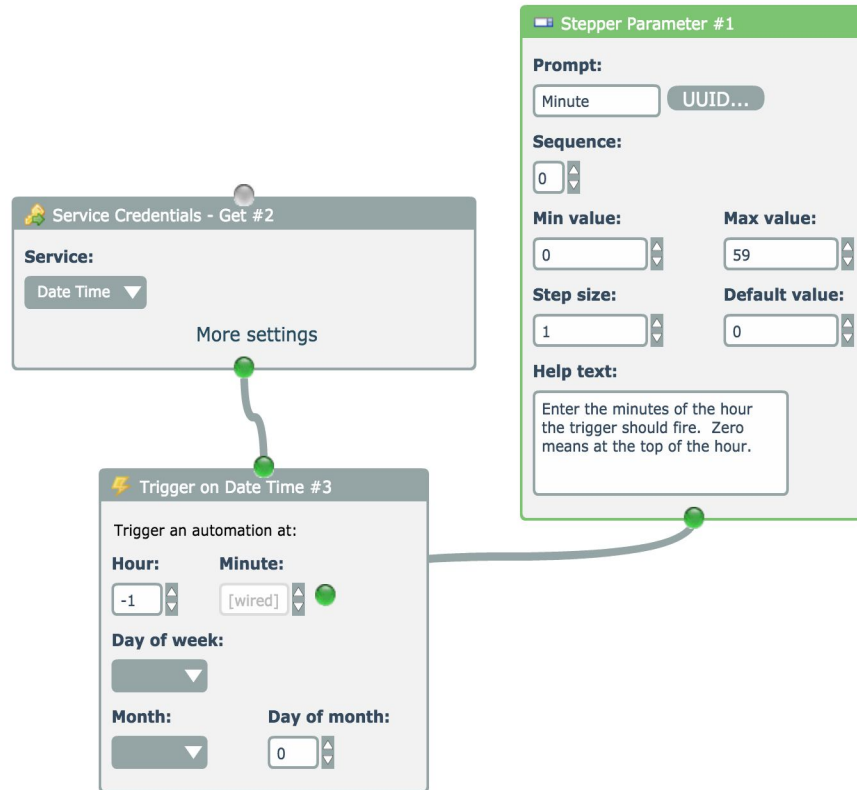 Stepper Parameter #1
Prompt:
Minute UUID...
Sequence:
0
Min value: Max value:
0 59
Step size: Default value:
1 0
Help text:
Enter the minutes of the hour
the trigger should fire. Zero
means at the top of the hour.
Service Credentials - Get #2
Service:
Date Time
More settings
Trigger on Date Time #3
Trigger an automation at:
Hour: Minute:
-1 [wired]
Day of week:
Month: Day of month:
0